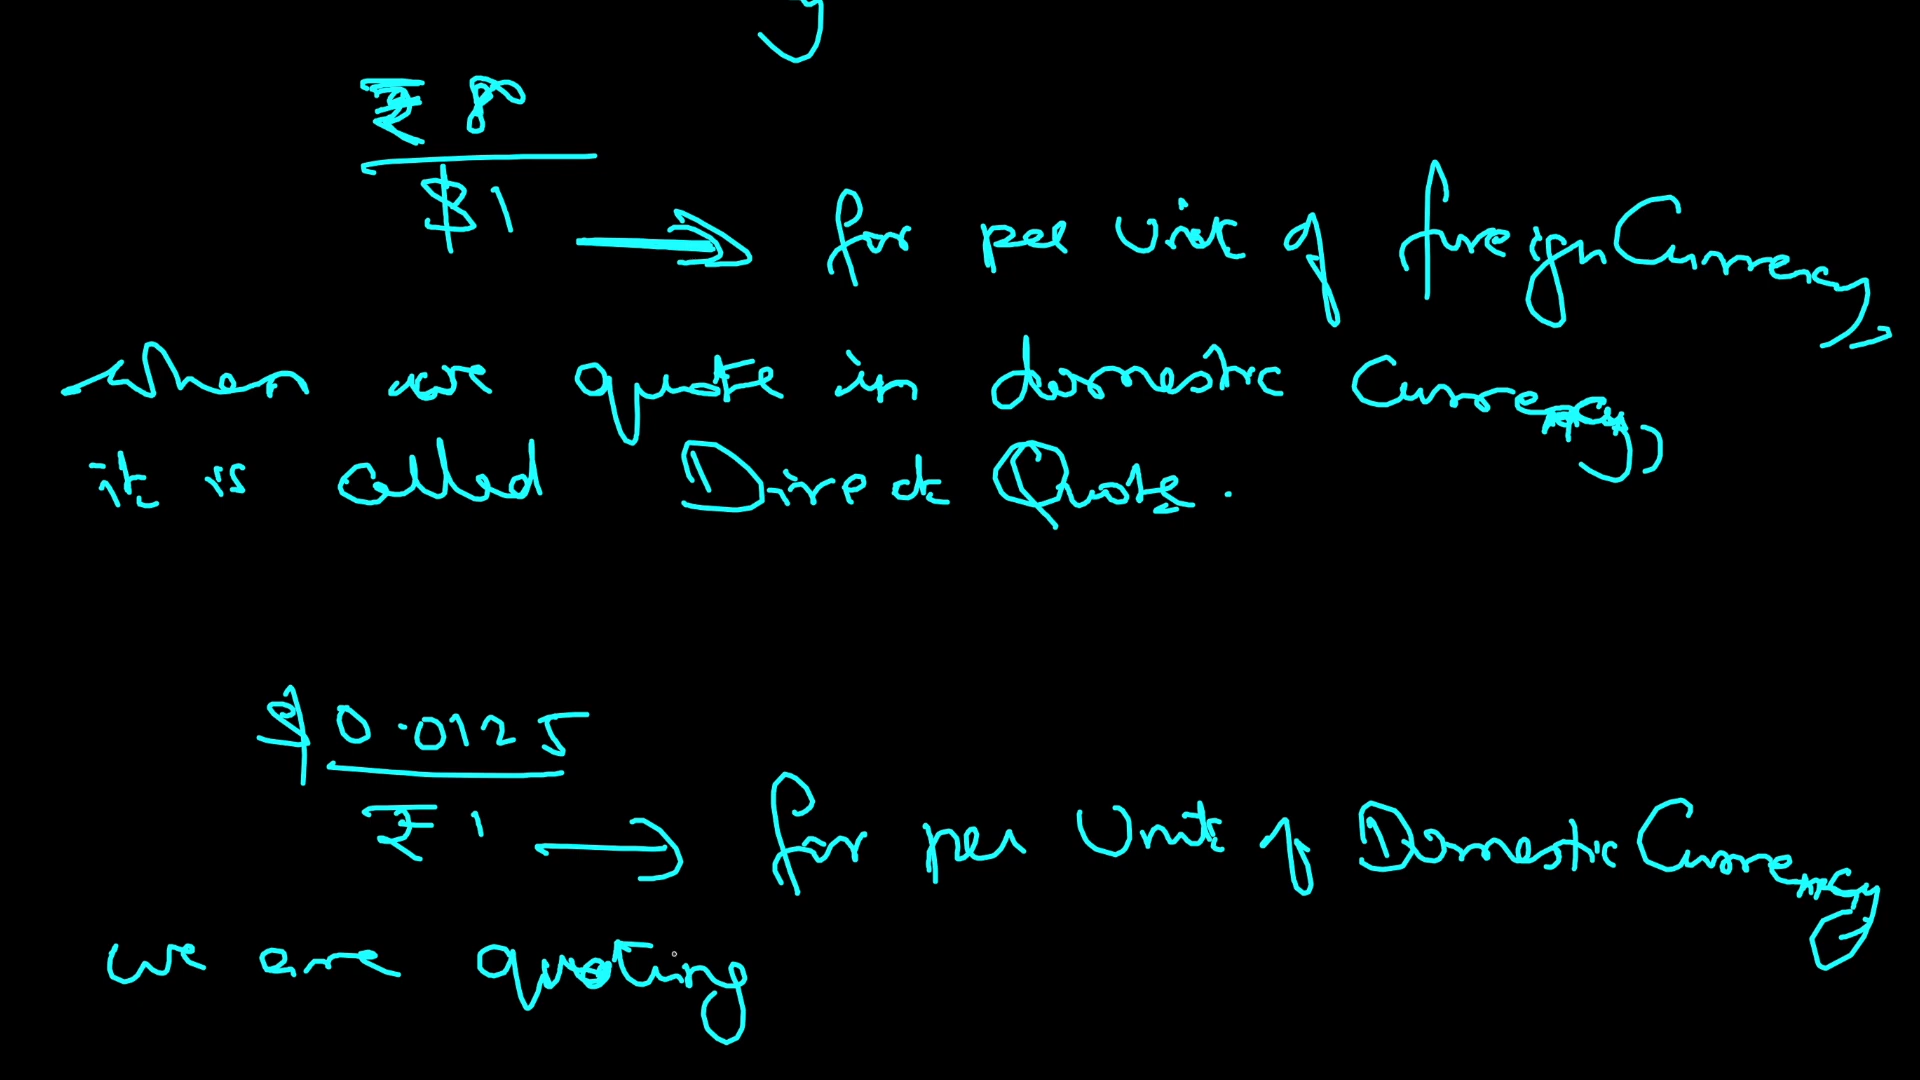 ₹ 80
$1 → for per unit of foreign Currency,
when we quote in domestic Currency,
it is called Direct Quote.
$ 0.0125
₹ 1 → for per Unit of Domestic Currency
we are quoting